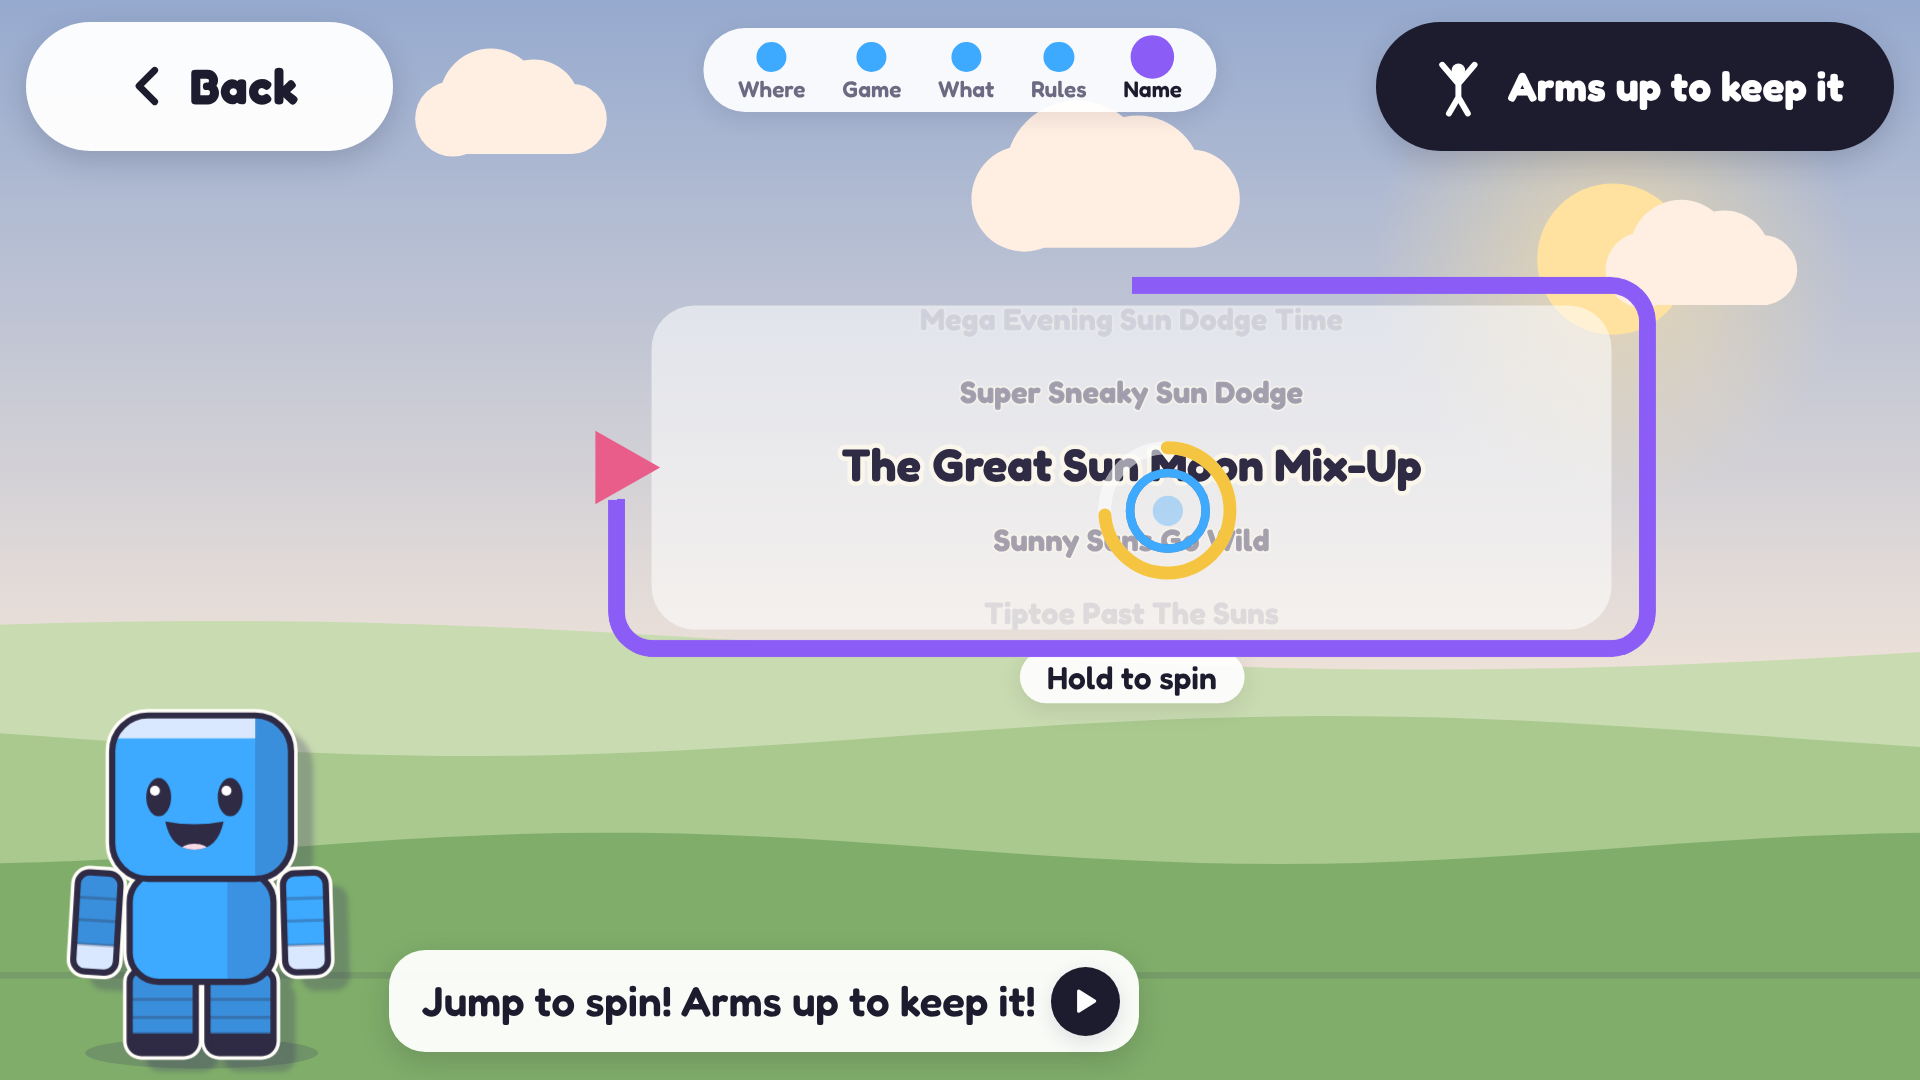 Back
Where
Game
What
Rules
Name
Arms up to keep it
Mega Evening Sun Dodge Time
Super Sneaky Sun Dodge
The Great Sun Moon Mix-Up
Sunny Suns Go Wild
Tiptoe Past The Suns
Hold to spin
Jump to spin! Arms up to keep it!